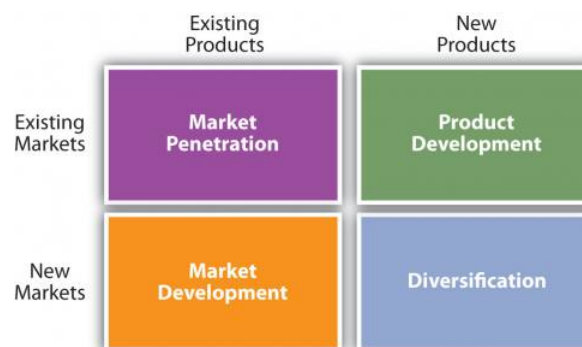 Existing
Products
New
Products
Existing
Markets
Market
Penetration
Product
Development
New
Markets
Market
Development
Diversification